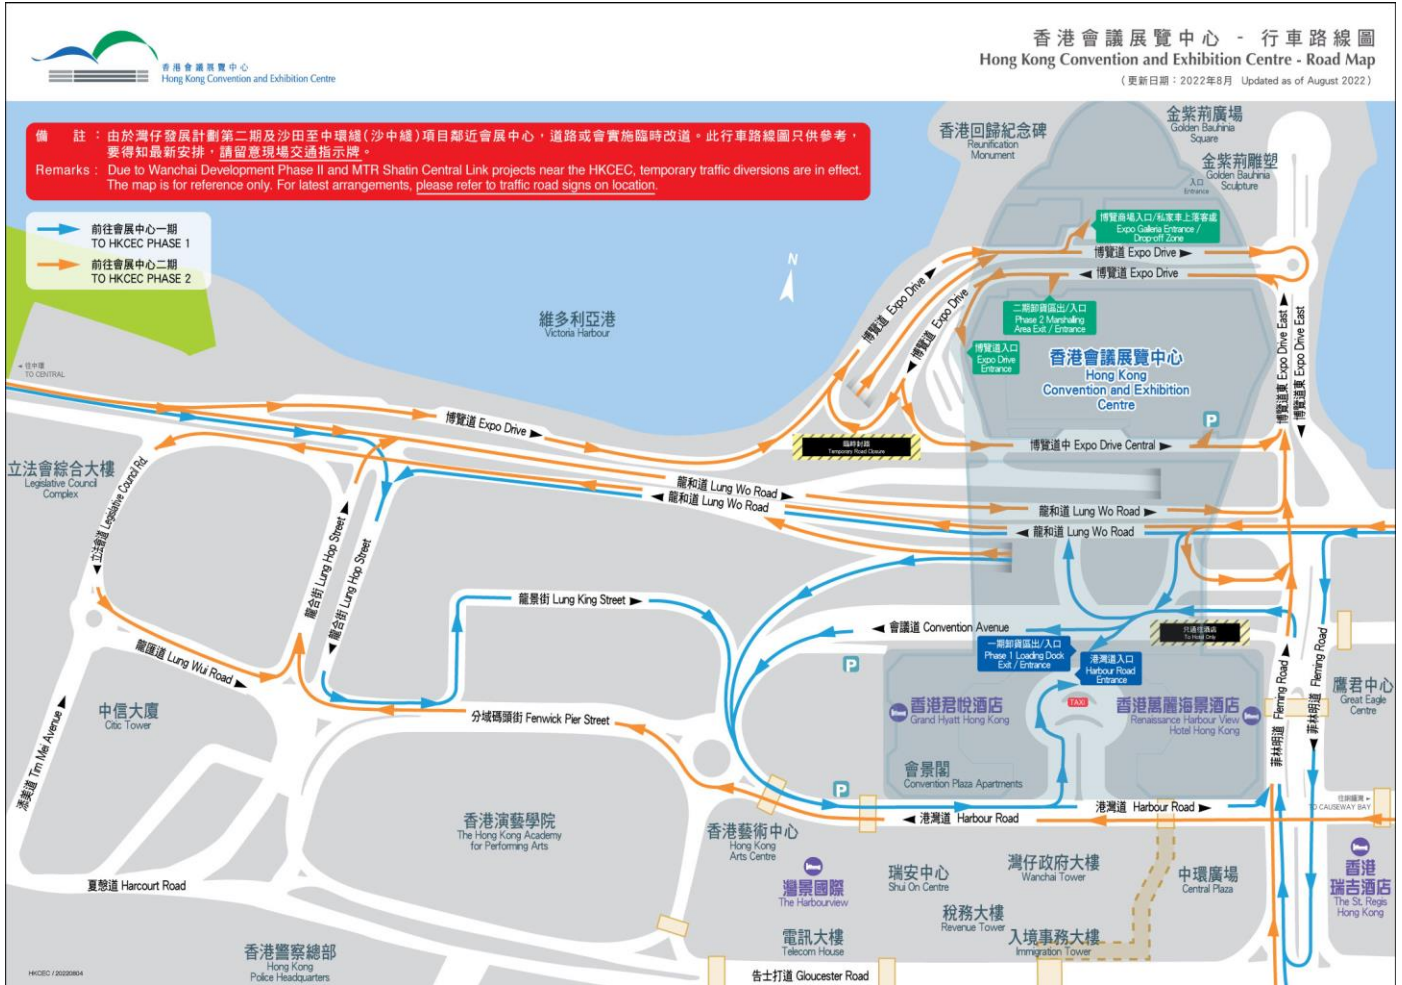 香港會議展覽中心
Hong Kong Convention and Exhibition Centre
香港會議展覽中心 - 行車路線圖
Hong Kong Convention and Exhibition Centre - Road Map
（更新日期：2022年8月 Updated as of August 2022）
備 註：由於灣仔發展計劃第二期及沙田至中環綫(沙中綫)項目鄰近會展中心，道路或會實施臨時改道。此行車路線圖只供參考，
要得知最新安排，請留意現場交通指示牌。
Remarks : Due to Wanchai Development Phase II and MTR Shatin Central Link projects near the HKCEC, temporary traffic diversions are in effect.
The map is for reference only. For latest arrangements, please refer to traffic road signs on location.
前往會展中心一期
TO HKCEC PHASE 1
前往會展中心二期
TO HKCEC PHASE 2
香港回歸紀念碑
Reunification
Monument
金紫荊廣場
Golden Bauhinia
Square
金紫荊雕塑
Golden Bauhinia
Sculpture
入口
Entrance
博覽商場入口/私家車上落客處
Expo Galleria Entrance /
Drop-off Zone
博覽道 Expo Drive
博覽道 Expo Drive
博覽道 Expo Drive
博覽道 Expo Drive
N
維多利亞港
Victoria Harbour
二期卸貨區出/入口
Phase 2 Marshaling
Area Exit / Entrance
博覽道入口
Expo Drive
Entrance
香港會議展覽中心
Hong Kong
Convention and Exhibition
Centre
博覽道東 Expo Drive East
博覽道東 Expo Drive East
P
往中環
TO CENTRAL
博覽道 Expo Drive
臨時封路
Temporary Road Closure
博覽道中 Expo Drive Central
立法會綜合大樓
Legislative Council
Complex
立法會道 Legislative Council Rd.
龍和道 Lung Wo Road
龍和道 Lung Wo Road
龍和道 Lung Wo Road
龍和道 Lung Wo Road
龍合街 Lung Hop Street
龍合街 Lung Hop Street
龍景街 Lung King Street
會議道 Convention Avenue
只通往酒店
To Hotel Only
一期卸貨區出/入口
Phase 1 Loading Dock
Exit / Entrance
港灣道入口
Harbour Road
Entrance
P
龍匯道 Lung Wui Road
中信大廈
Citic Tower
添美道 Tim Mei Avenue
分域碼頭街 Fenwick Pier Street
香港君悅酒店
Grand Hyatt Hong Kong
TAXI
香港萬麗海景酒店
Renaissance Harbour View
Hotel Hong Kong
菲林明道 Fleming Road
菲林明道 Fleming Road
鷹君中心
Great Eagle
Centre
會景閣
Convention Plaza Apartments
P
港灣道 Harbour Road
港灣道 Harbour Road
往銅鑼灣
TO CAUSEWAY BAY
香港演藝學院
The Hong Kong Academy
for Performing Arts
香港藝術中心
Hong Kong
Arts Centre
灣景國際
The Harbourview
瑞安中心
Shui On Centre
灣仔政府大樓
Wanchai Tower
中環廣場
Central Plaza
香港
瑞吉酒店
The St. Regis
Hong Kong
夏慤道 Harcourt Road
稅務大樓
Revenue Tower
電訊大樓
Telecom House
入境事務大樓
Immigration Tower
香港警察總部
Hong Kong
Police Headquarters
告士打道 Gloucester Road
HKCEC / 20220804